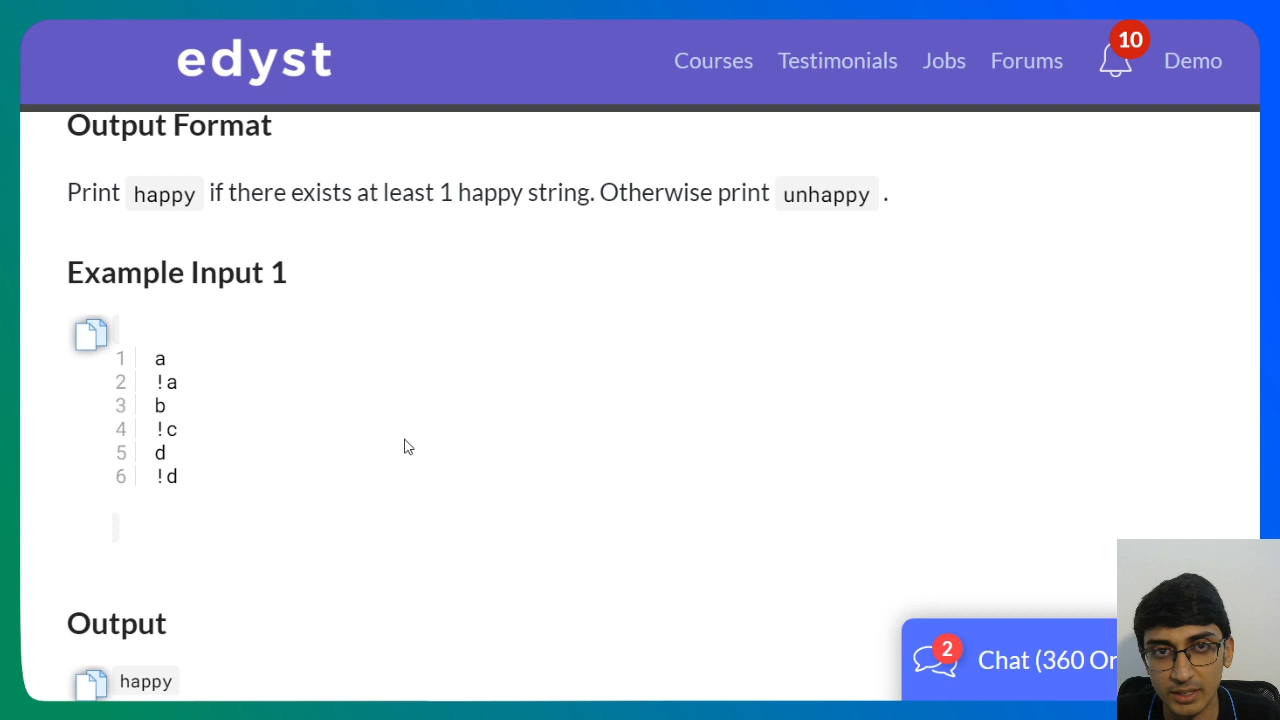 edyst
Courses Testimonials Jobs Forums 10 Demo
Output Format
Print happy if there exists at least 1 happy string. Otherwise print unhappy .
Example Input 1
1 a
2 !a
3 b
4 !c
5 d
6 !d
Output
happy
2 Chat (360 Or